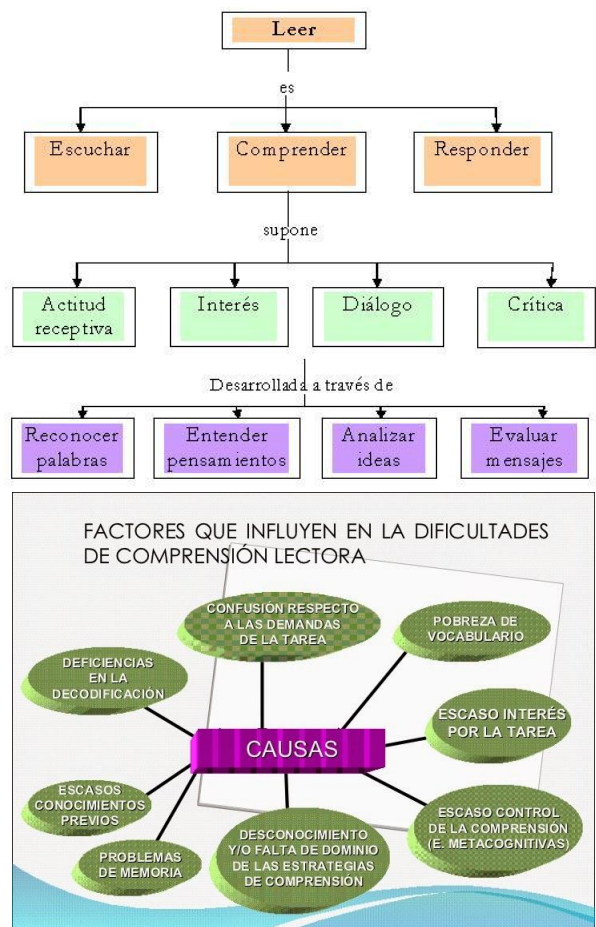 Leer
es
Escuchar
Comprender
Responder
supone
Actitud
receptiva
Interés
Diálogo
Crítica
Desarrollada a través de
Reconocer
palabras
Entender
pensamientos
Analizar
ideas
Evaluar
mensajes
FACTORES QUE INFLUYEN EN LA DIFICULTADES
DE COMPRENSIÓN LECTORA
CONFUSIÓN RESPECTO
A LAS DEMANDAS
DE LA TAREA
POBREZA DE
VOCABULARIO
DEFICIENCIAS
EN LA
DECODIFICACIÓN
ESCASO INTERÉS
POR LA TAREA
CAUSAS
ESCASOS
CONOCIMIENTOS
PREVIOS
ESCASO CONTROL
DE LA COMPRENSIÓN
(E. METACOGNITIVAS)
PROBLEMAS
DE MEMORIA
DESCONOCIMIENTO
Y/O FALTA DE DOMINIO
DE LAS ESTRATEGIAS
DE COMPRENSIÓN